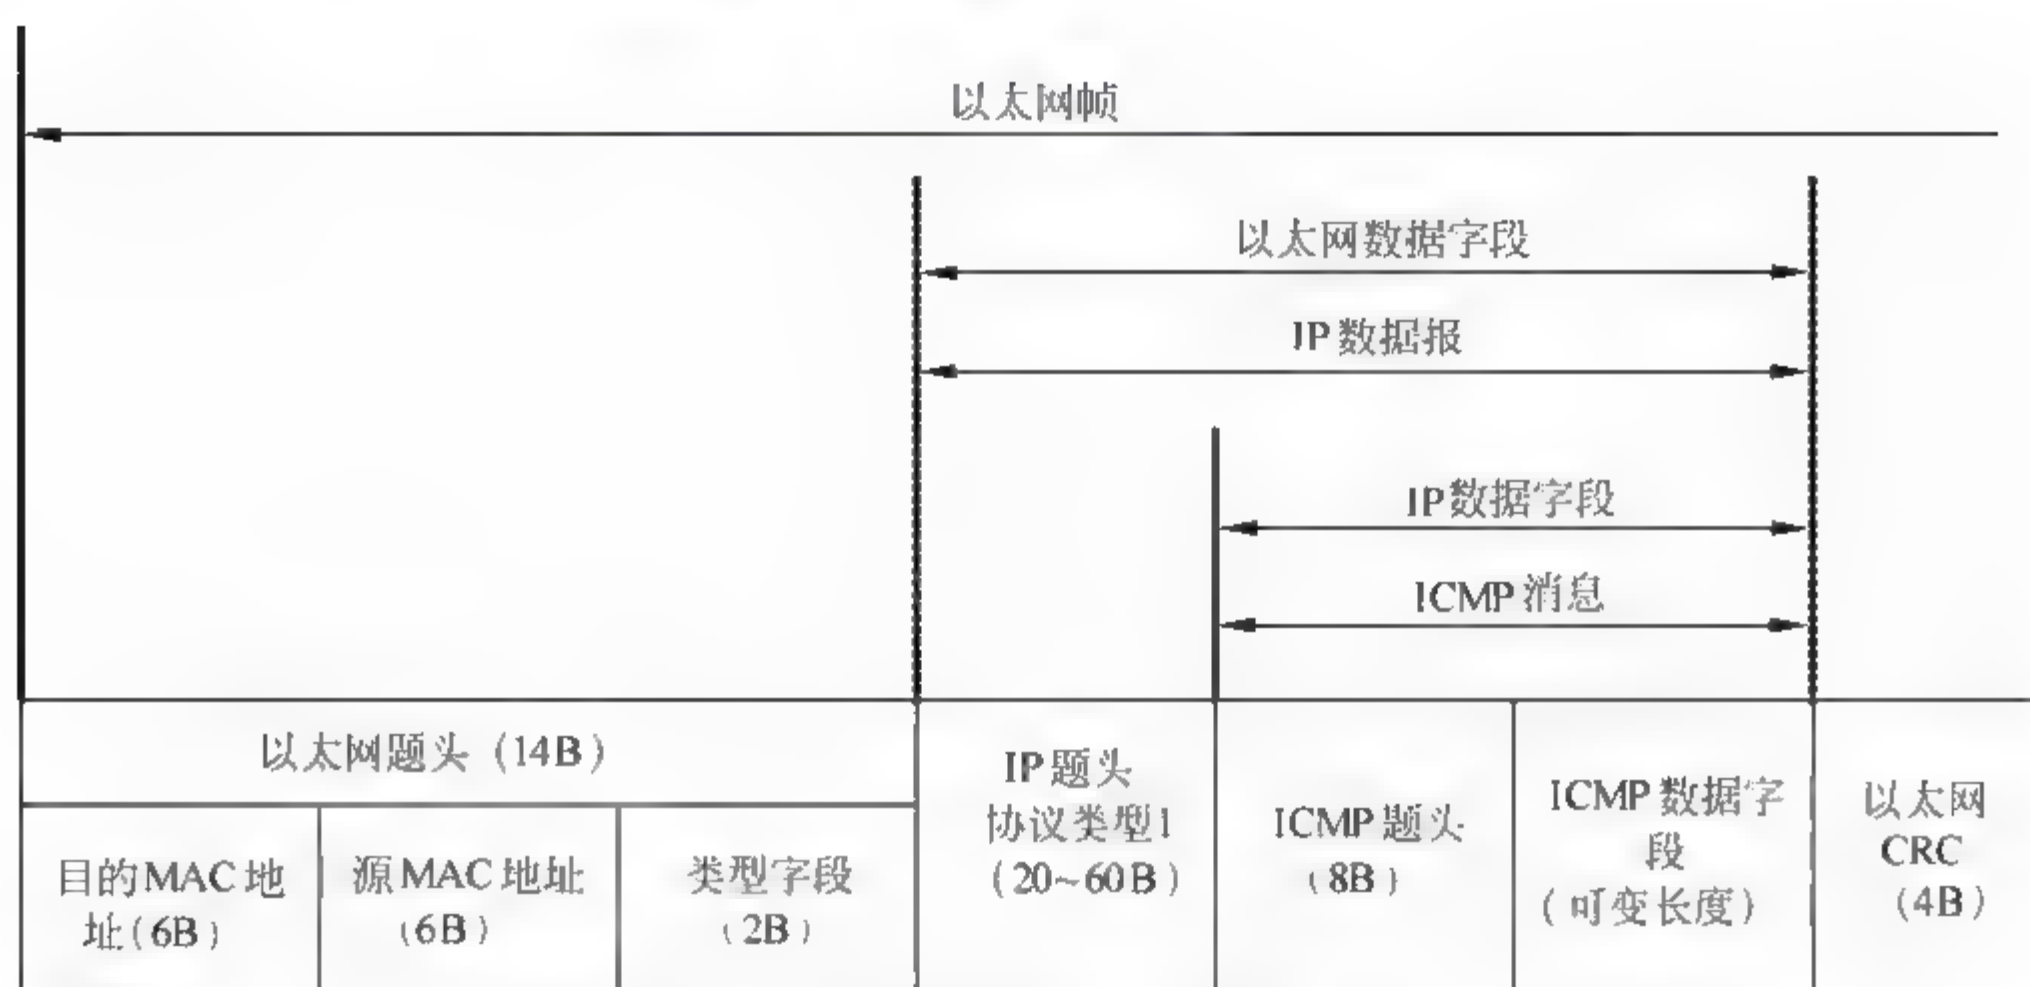 以太网帧
以太网数据字段
IP数据报
IP数据字段
ICMP消息
以太网题头（14B）
目的MAC地
址（6B）
源MAC地址
（6B）
类型字段
（2B）
IP题头
协议类型1
（20~60B）
ICMP题头
（8B）
ICMP数据字
段
（可变长度）
以太网
CRC
（4B）